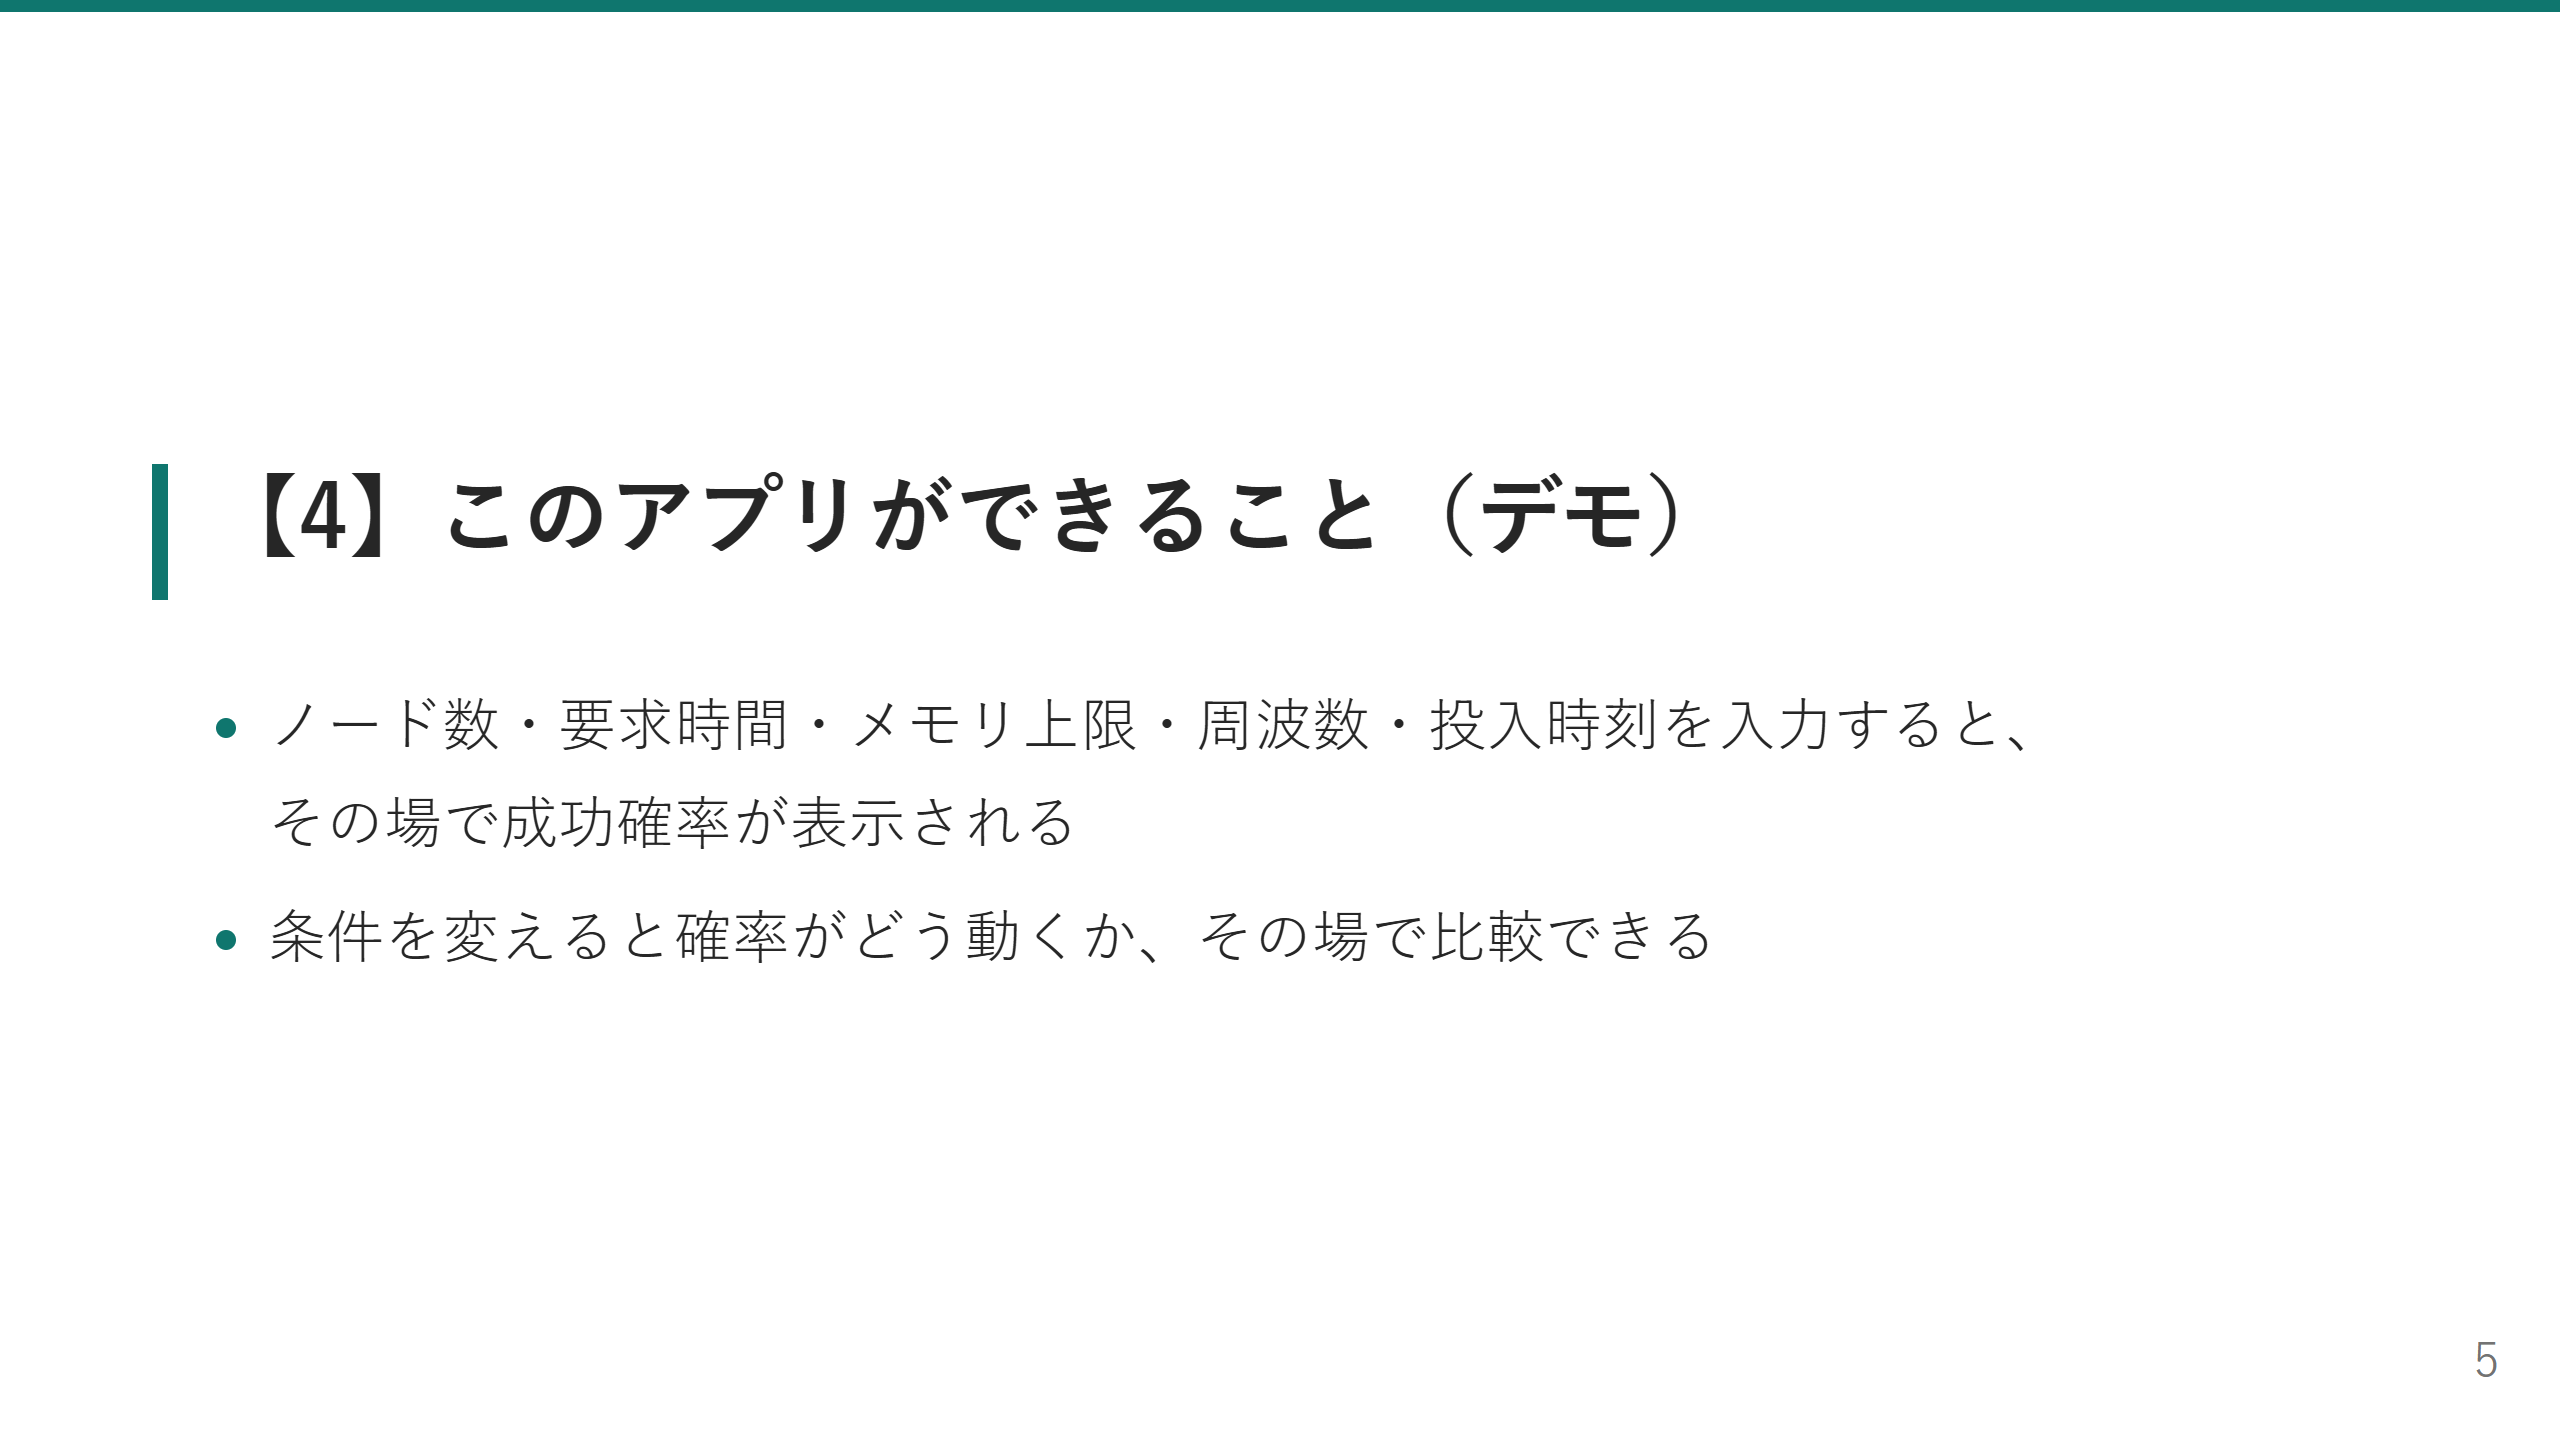 【4】このアプリができること（デモ）
ノード数・要求時間・メモリ上限・周波数・投入時刻を入力すると、
その場で成功確率が表示される
条件を変えると確率がどう動くか、その場で比較できる
5